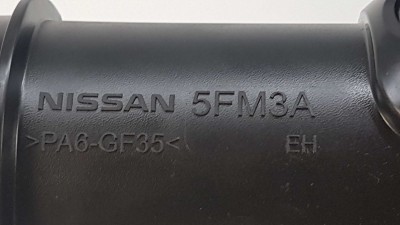 NISSAN 5FM3A
>PA6-GF35< EH